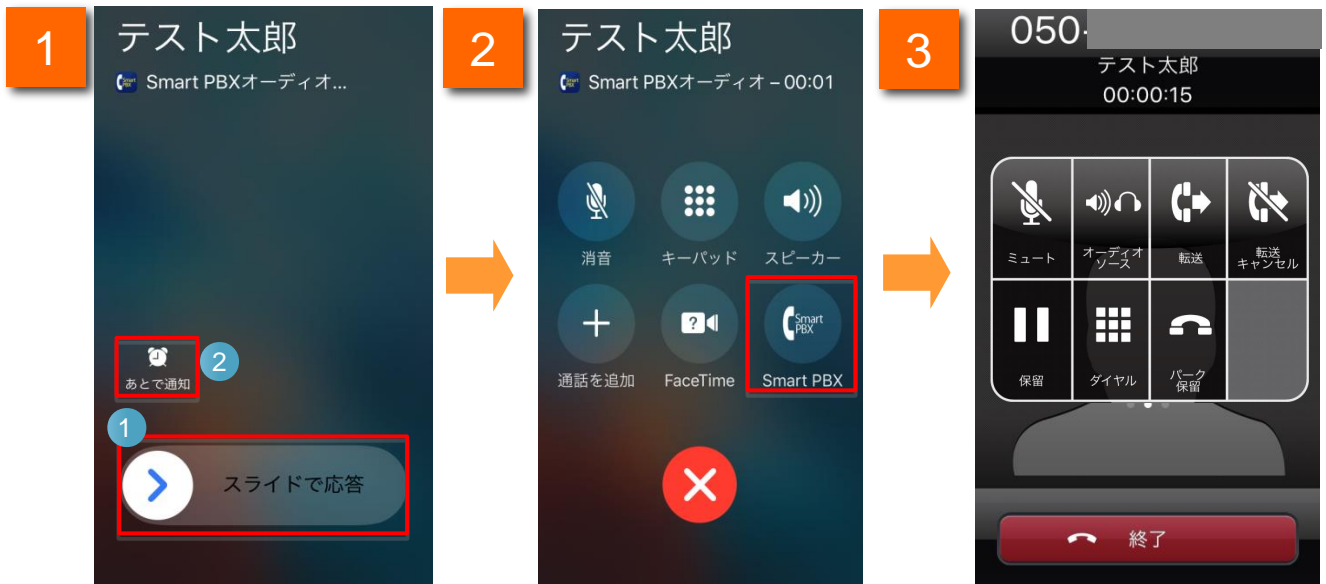 1
テスト太郎
Smart PBXオーディオ...
あとで通知
2
1
スライドで応答
2
テスト太郎
Smart PBXオーディオ – 00:01
消音
キーパッド
スピーカー
?
Smart
PBX
通話を追加
FaceTime
Smart PBX
3
050-
テスト太郎
00:00:15
ミュート
オーディオ
ソース
転送
転送
キャンセル
保留
ダイヤル
パーク
保留
終了